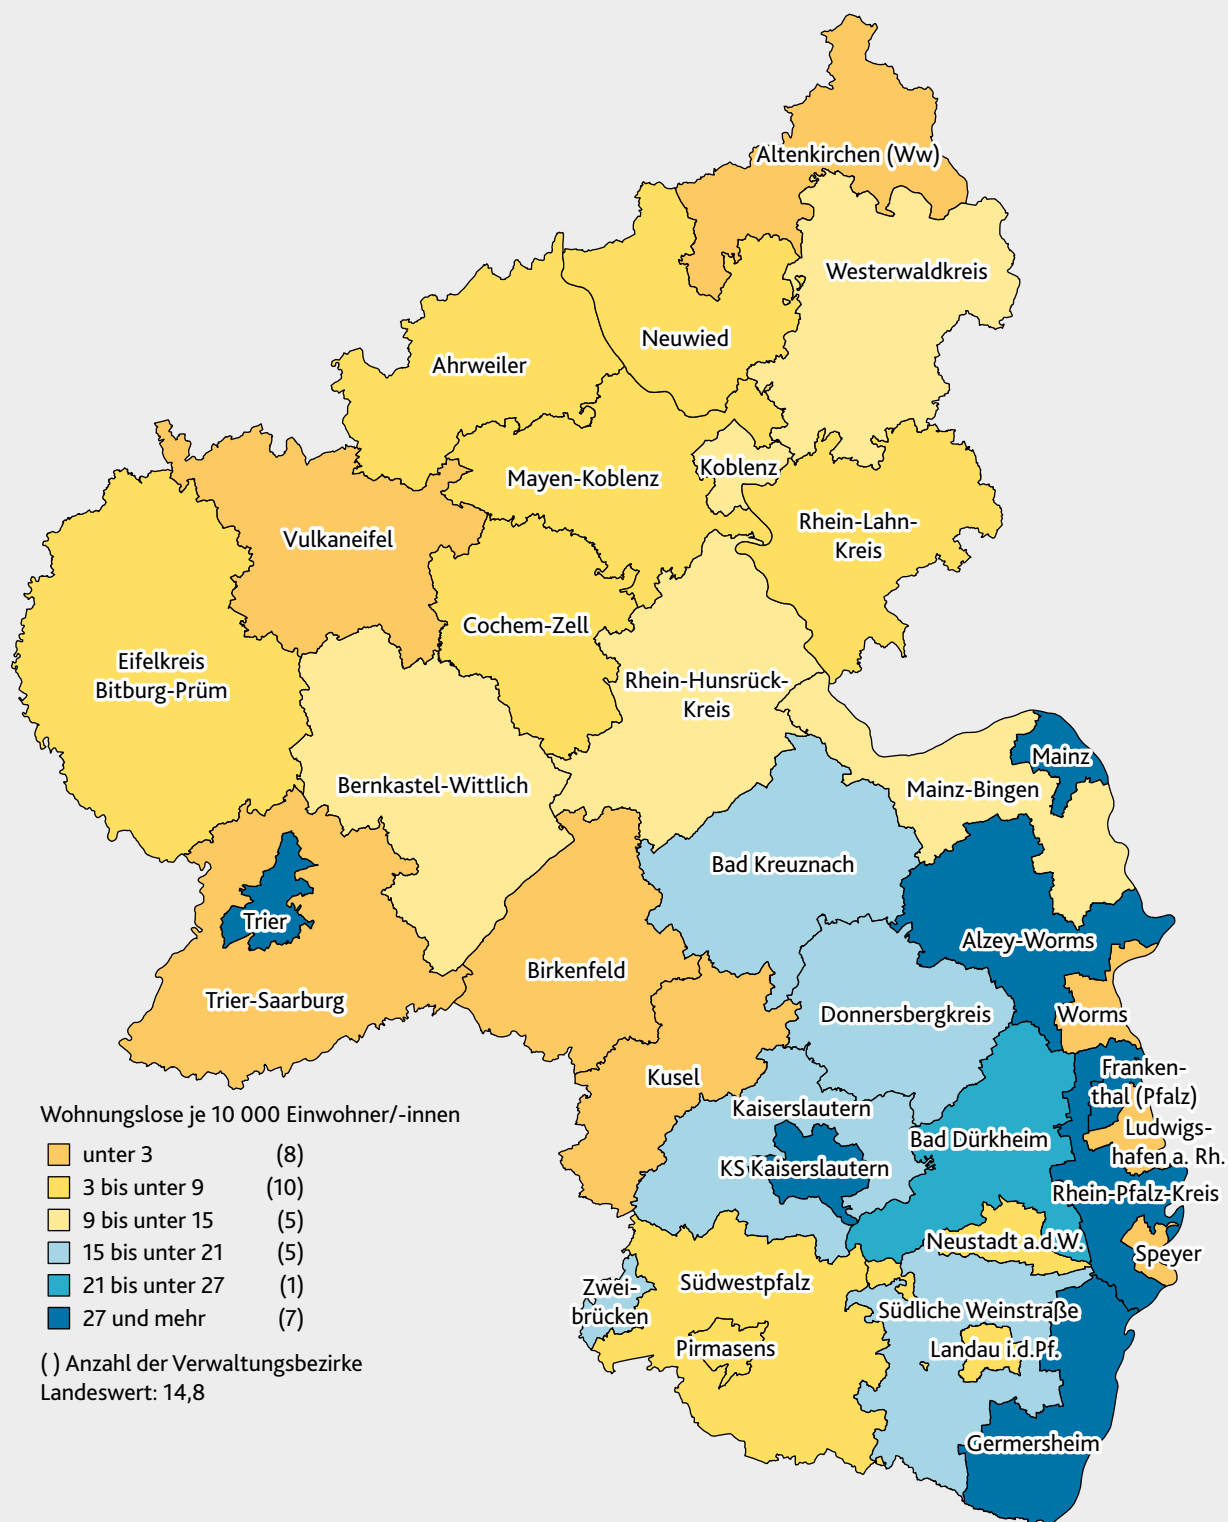 Altenkirchen (Ww)
Westerwaldkreis
Neuwied
Ahrweiler
Koblenz
Mayen-Koblenz
Rhein-Lahn-
Kreis
Vulkaneifel
Cochem-Zell
Eifelkreis
Bitburg-Prüm
Rhein-Hunsrück-
Kreis
Mainz
Bernkastel-Wittlich
Mainz-Bingen
Bad Kreuznach
Trier
Alzey-Worms
Birkenfeld
Trier-Saarburg
Donnersbergkreis
Worms
Kusel
Franken-
thal (Pfalz)
Kaiserslautern
Ludwigs-
hafen a. Rh.
Bad Dürkheim
KS Kaiserslautern
Rhein-Pfalz-Kreis
Neustadt a.d.W.
Speyer
Zwei-
brücken
Südwestpfalz
Südliche Weinstraße
Pirmasens
Landau i.d.Pf.
Germersheim
Wohnungslose je 10 000 Einwohner/-innen
unter 3 (8)
3 bis unter 9 (10)
9 bis unter 15 (5)
15 bis unter 21 (5)
21 bis unter 27 (1)
27 und mehr (7)
( ) Anzahl der Verwaltungsbezirke
Landeswert: 14,8